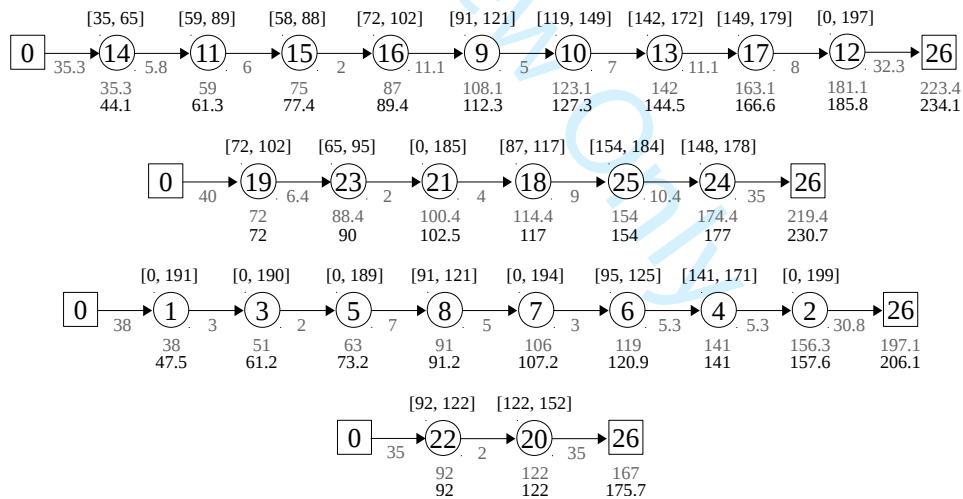 [35, 65] [59, 89] [58, 88] [72, 102] [91, 121] [119, 149] [142, 172] [149, 179] [0, 197]
0 14 11 15 16 9 10 13 17 12 26
35.3 5.8 6 2 11.1 5 7 11.1 8 32.3
35.3 59 75 87 108.1 123.1 142 163.1 181.1 223.4
44.1 61.3 77.4 89.4 112.3 127.3 144.5 166.6 185.8 234.1
[72, 102] [65, 95] [0, 185] [87, 117] [154, 184] [148, 178]
0 19 23 21 18 25 24 26
40 6.4 2 4 9 10.4 35
72 88.4 100.4 114.4 154 174.4 219.4
72 90 102.5 117 154 177 230.7
[0, 191] [0, 190] [0, 189] [91, 121] [0, 194] [95, 125] [141, 171] [0, 199]
0 1 3 5 8 7 6 4 2 26
38 3 2 7 5 3 5.3 5.3 30.8
38 51 63 91 106 119 141 156.3 197.1
47.5 61.2 73.2 91.2 107.2 120.9 141 157.6 206.1
[92, 122] [122, 152]
0 22 20 26
35 2 35
92 122 167
92 122 175.7
w Only